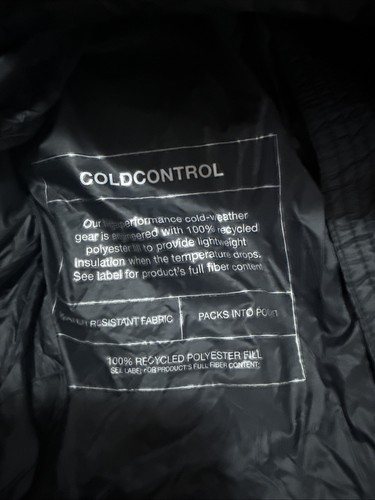 COLDCONTROL
Our performance cold-weather
gear is engineered with 100% recycled
polyester to provide lightweight
insulation when the temperature drops.
See label for product's full fiber content
RESISTANT FABRIC
PACKS INTO
100% RECYCLED POLYESTER FILL
SEE LABEL FOR PRODUCT'S FULL FIBER CONTENT.